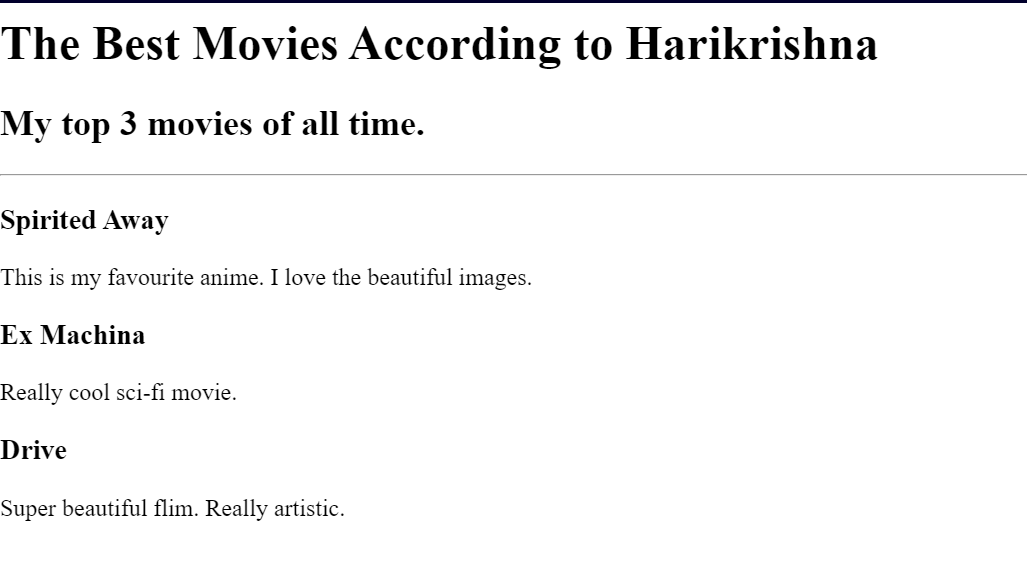 The Best Movies According to Harikrishna
My top 3 movies of all time.
Spirited Away
This is my favourite anime. I love the beautiful images.
Ex Machina
Really cool sci-fi movie.
Drive
Super beautiful flim. Really artistic.